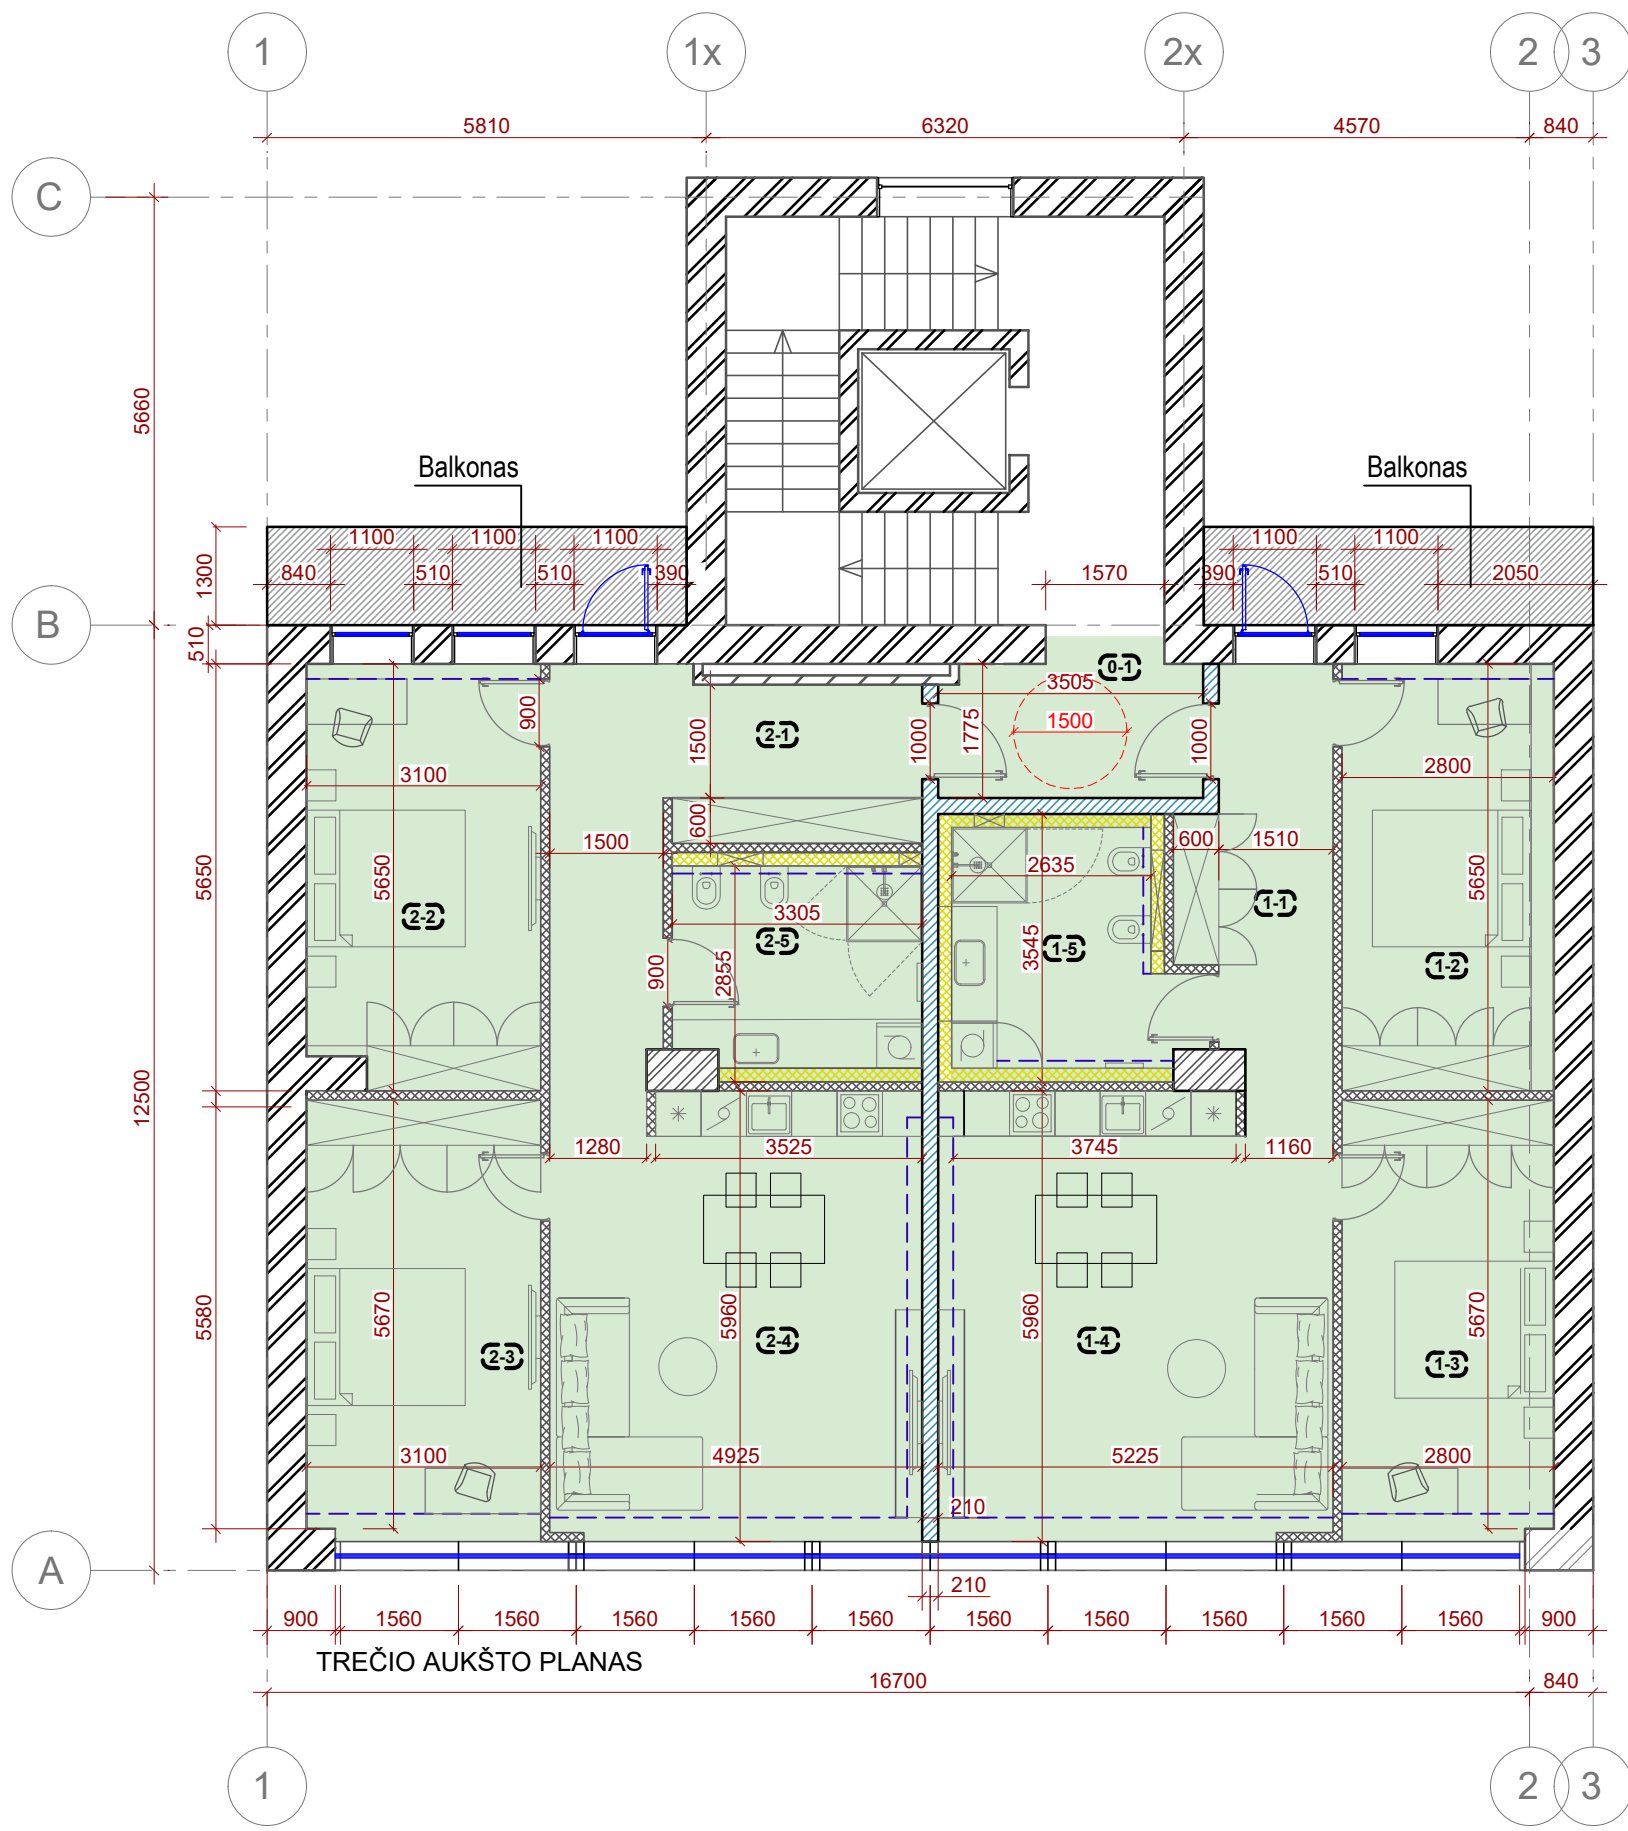 1 1x 2x 2 3
5810 6320 4570 840
C
5660
Balkonas Balkonas
1300
1100 1100 1100 1100 1100
840 510 510 390 1570 390 510 2050
B
510
0-1
3505
900 1500 2-1 1000 1775 1500 1000
3100 2800
600
1500 600 1510
5650 5650 2635 5650
2-2 3305 1-1
2-5 3545 1-5
900 2855 1-2
12500
1280 3525 3745 1160
5580 5670 5960 5960 5670
2-3 2-4 1-4 1-3
3100 4925 5225 2800
210
A
210
900 1560 1560 1560 1560 1560 1560 1560 1560 1560 1560 900
TREČIO AUKŠTO PLANAS
16700 840
1 2 3